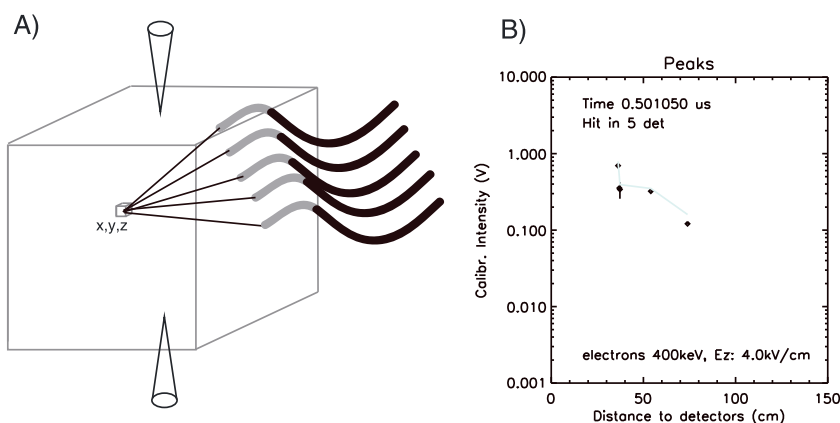 A)
x,y,z
B)
Peaks
Calibr. Intensity (V)
10.000
1.000
0.100
0.010
0.001
Time 0.501050 us
Hit in 5 det
electrons 400keV, Ez: 4.0kV/cm
0 50 100 150
Distance to detectors (cm)